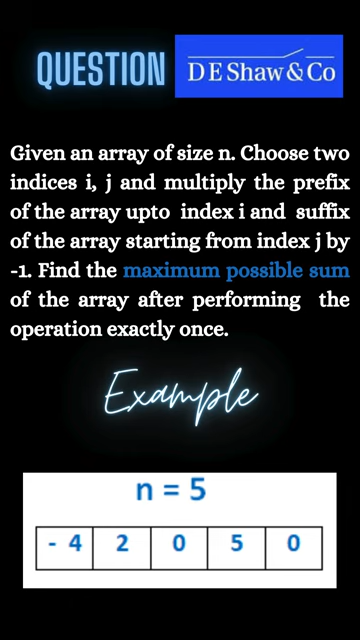 QUESTION
D E Shaw & Co
Given an array of size n. Choose two
indices i, j and multiply the prefix
of the array upto index i and suffix
of the array starting from index j by
-1. Find the maximum possible sum
of the array after performing the
operation exactly once.
Example
n = 5
- 4 2 0 5 0